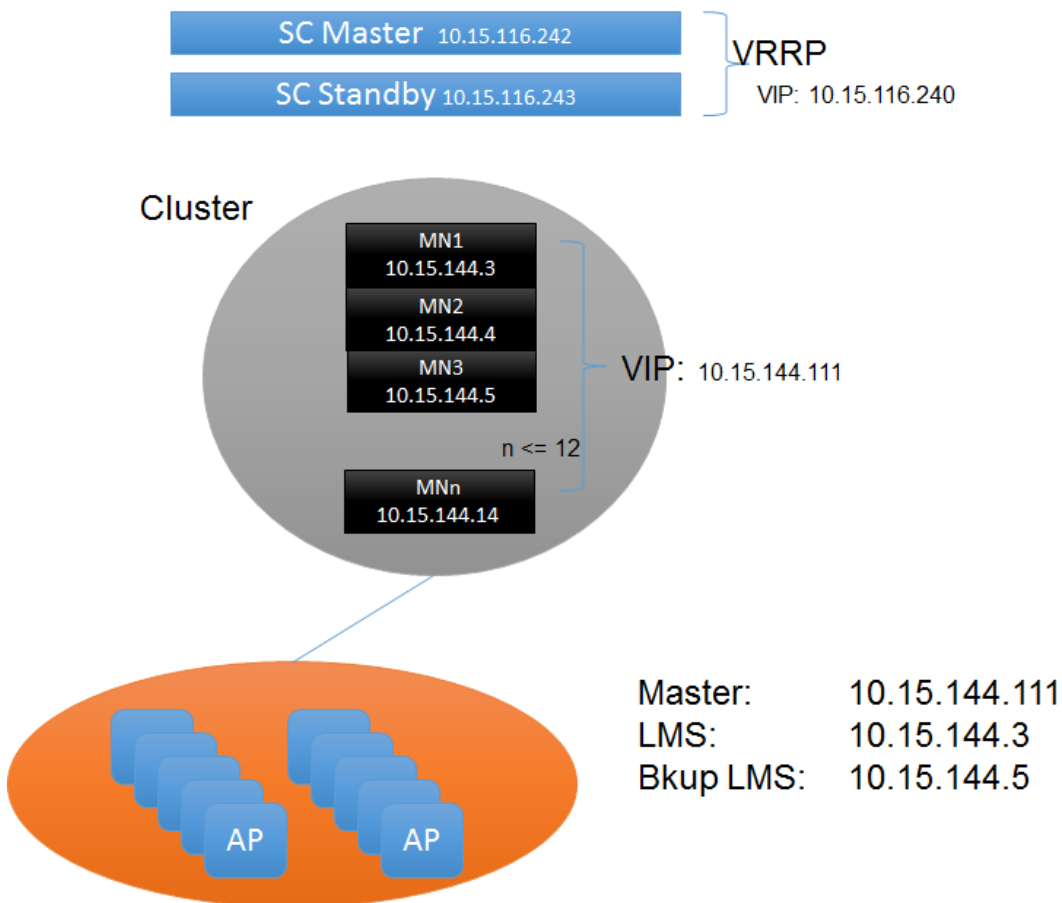 SC Master 10.15.116.242
SC Standby 10.15.116.243
VRRP
VIP: 10.15.116.240
Cluster
MN1
10.15.144.3
MN2
10.15.144.4
MN3
10.15.144.5
VIP: 10.15.144.111
n <= 12
MNn
10.15.144.14
AP
AP
Master: 10.15.144.111
LMS: 10.15.144.3
Bkup LMS: 10.15.144.5